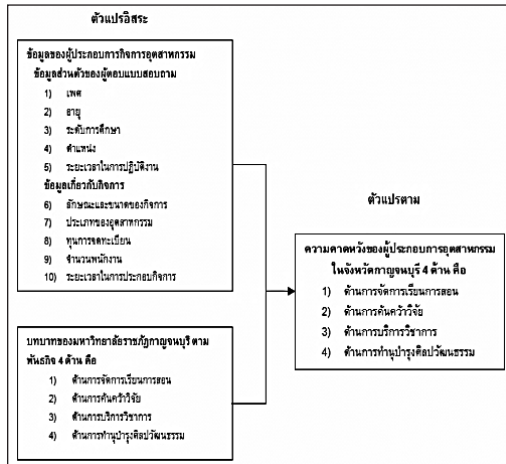 ตัวแปรอิสระ
ข้อมูลของผู้ประกอบการกิจการอุตสาหกรรม
ข้อมูลส่วนตัวของผู้ตอบแบบสอบถาม
1) เพศ
2) อายุ
3) ระดับการศึกษา
4) ตำแหน่ง
5) ระยะเวลาในการปฏิบัติงาน
ข้อมูลเกี่ยวกับกิจการ
6) ลักษณะและขนาดของกิจการ
7) ประเภทของอุตสาหกรรม
8) ทุนการจดทะเบียน
9) จำนวนพนักงาน
10) ระยะเวลาในการประกอบกิจการ
บทบาทของมหาวิทยาลัยราชภัฏกาญจนบุรี ตาม
พันธกิจ 4 ด้าน คือ
1) ด้านการจัดการเรียนการสอน
2) ด้านการค้นคว้าวิจัย
3) ด้านการบริการวิชาการ
4) ด้านการทำนุบำรุงศิลปวัฒนธรรม
ตัวแปรตาม
ความคาดหวังของผู้ประกอบการอุตสาหกรรม
ในจังหวัดกาญจนบุรี 4 ด้าน คือ
1) ด้านการจัดการเรียนการสอน
2) ด้านการค้นคว้าวิจัย
3) ด้านการบริการวิชาการ
4) ด้านการทำนุบำรุงศิลปวัฒนธรรม